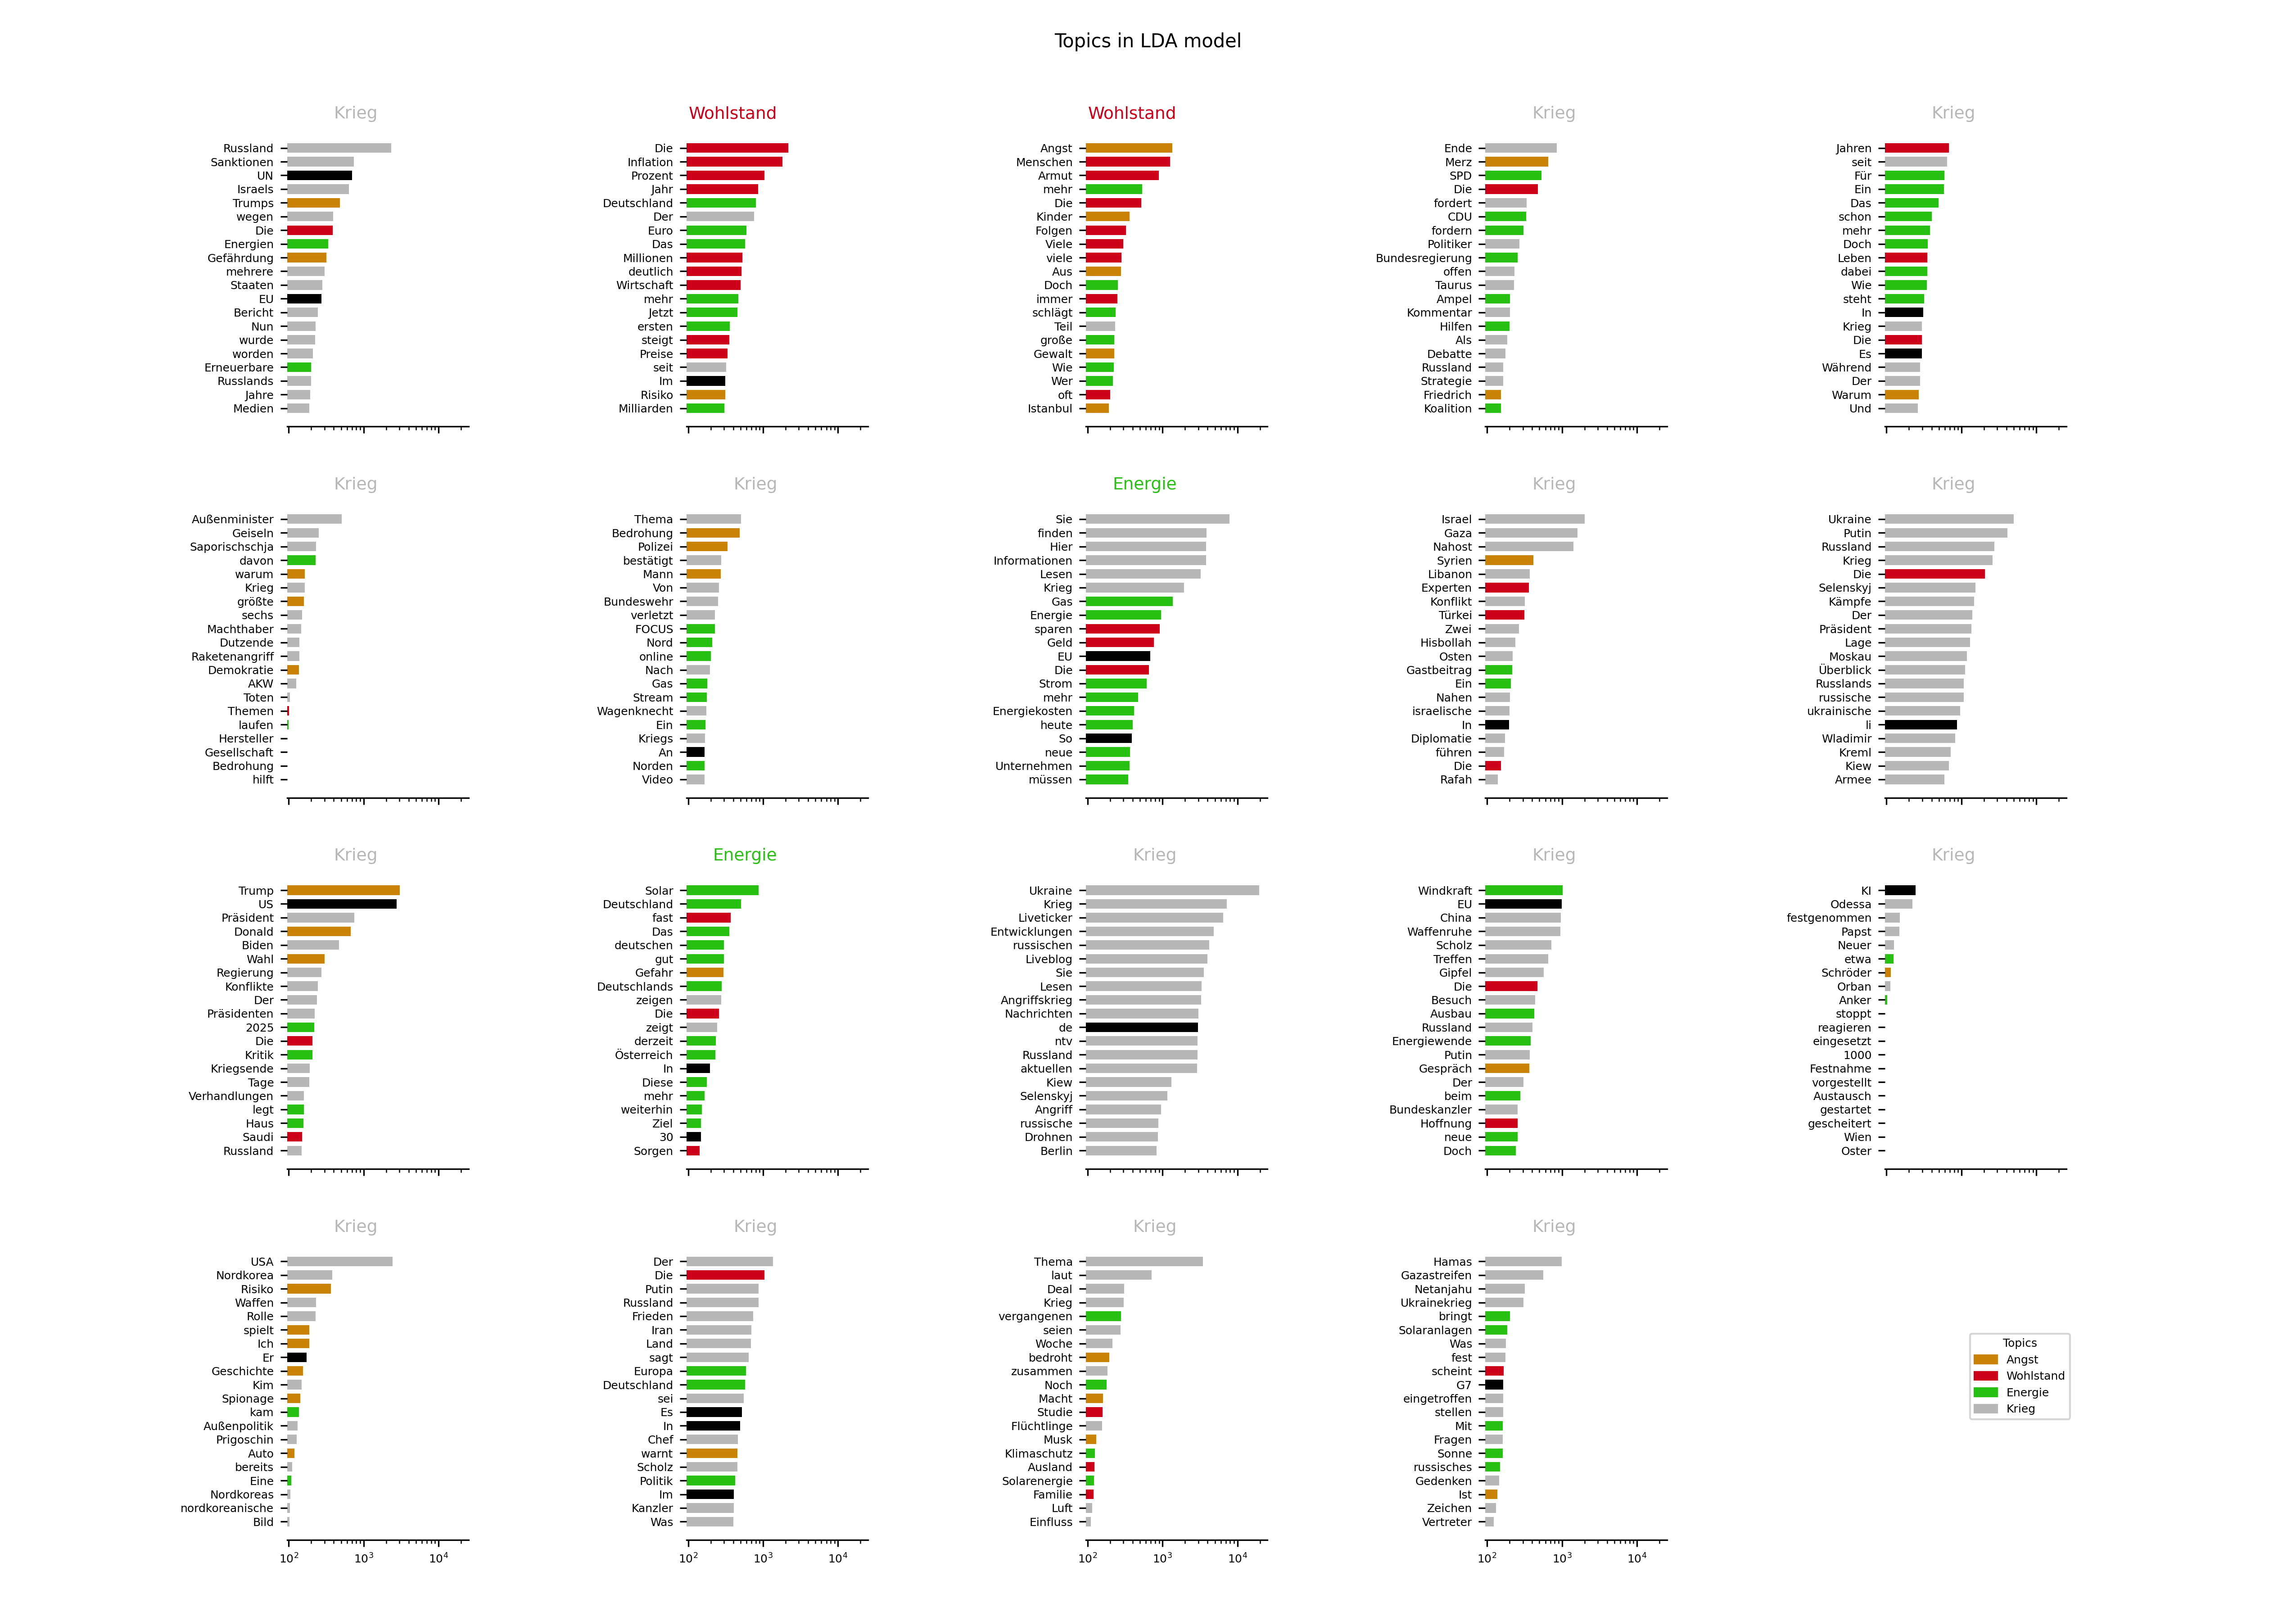 Topics in LDA model
Krieg
Russland
Sanktionen
UN
Israels
Trumps
wegen
Die
Energien
Gefährdung
mehrere
Staaten
EU
Bericht
Nun
wurde
worden
Erneuerbare
Russlands
Jahre
Medien
Wohlstand
Die
Inflation
Prozent
Jahr
Deutschland
Der
Euro
Das
Millionen
deutlich
Wirtschaft
mehr
Jetzt
ersten
steigt
Preise
seit
Im
Risiko
Milliarden
Wohlstand
Angst
Menschen
Armut
mehr
Die
Kinder
Folgen
Viele
viele
Aus
Doch
immer
schlägt
Teil
große
Gewalt
Wie
Wer
oft
Istanbul
Krieg
Ende
Merz
SPD
Die
fordert
CDU
fordern
Politiker
Bundesregierung
offen
Taurus
Ampel
Kommentar
Hilfen
Als
Debatte
Russland
Strategie
Friedrich
Koalition
Krieg
Jahren
seit
Für
Ein
Das
schon
mehr
Doch
Leben
dabei
Wie
steht
In
Krieg
Die
Es
Während
Der
Warum
Und
Krieg
Außenminister
Geiseln
Saporischschja
davon
warum
Krieg
größte
sechs
Machthaber
Dutzende
Raketenangriff
Demokratie
AKW
Toten
Themen
laufen
Hersteller
Gesellschaft
Bedrohung
hilft
Krieg
Thema
Bedrohung
Polizei
bestätigt
Mann
Von
Bundeswehr
verletzt
FOCUS
Nord
online
Nach
Gas
Stream
Wagenknecht
Ein
Kriegs
An
Norden
Video
Energie
Sie
finden
Hier
Informationen
Lesen
Krieg
Gas
Energie
sparen
Geld
EU
Die
Strom
mehr
Energiekosten
heute
So
neue
Unternehmen
müssen
Krieg
Israel
Gaza
Nahost
Syrien
Libanon
Experten
Konflikt
Türkei
Zwei
Hisbollah
Osten
Gastbeitrag
Ein
Nahen
israelische
In
Diplomatie
führen
Die
Rafah
Krieg
Ukraine
Putin
Russland
Krieg
Die
Selenskyj
Kämpfe
Der
Präsident
Lage
Moskau
Überblick
Russlands
russische
ukrainische
li
Wladimir
Kreml
Kiew
Armee
Krieg
Trump
US
Präsident
Donald
Biden
Wahl
Regierung
Konflikte
Der
Präsidenten
2025
Die
Kritik
Kriegsende
Tage
Verhandlungen
legt
Haus
Saudi
Russland
Energie
Solar
Deutschland
fast
Das
deutschen
gut
Gefahr
Deutschlands
zeigen
Die
zeigt
derzeit
Österreich
In
Diese
mehr
weiterhin
Ziel
30
Sorgen
Krieg
Ukraine
Krieg
Liveticker
Entwicklungen
russischen
Liveblog
Sie
Lesen
Angriffskrieg
Nachrichten
de
ntv
Russland
aktuellen
Kiew
Selenskyj
Angriff
russische
Drohnen
Berlin
Krieg
Windkraft
EU
China
Waffenruhe
Scholz
Treffen
Gipfel
Die
Besuch
Ausbau
Russland
Energiewende
Putin
Gespräch
Der
beim
Bundeskanzler
Hoffnung
neue
Doch
Krieg
KI
Odessa
festgenommen
Papst
Neuer
etwa
Schröder
Orban
Anker
stoppt
reagieren
eingesetzt
1000
Festnahme
vorgestellt
Austausch
gestartet
gescheitert
Wien
Oster
Krieg
USA
Nordkorea
Risiko
Waffen
Rolle
spielt
Ich
Er
Geschichte
Kim
Spionage
kam
Außenpolitik
Prigoschin
Auto
bereits
Eine
Nordkoreas
nordkoreanische
Bild
10² 10³ 10⁴
Krieg
Der
Die
Putin
Russland
Frieden
Iran
Land
sagt
Europa
Deutschland
sei
Es
In
Chef
warnt
Scholz
Politik
Im
Kanzler
Was
10² 10³ 10⁴
Krieg
Thema
laut
Deal
Krieg
vergangenen
seien
Woche
bedroht
zusammen
Noch
Macht
Studie
Flüchtlinge
Musk
Klimaschutz
Ausland
Solarenergie
Familie
Luft
Einfluss
10² 10³ 10⁴
Krieg
Hamas
Gazastreifen
Netanjahu
Ukrainekrieg
bringt
Solaranlagen
Was
fest
scheint
G7
eingetroffen
stellen
Mit
Fragen
Sonne
russisches
Gedenken
Ist
Zeichen
Vertreter
10² 10³ 10⁴
Topics
Angst
Wohlstand
Energie
Krieg